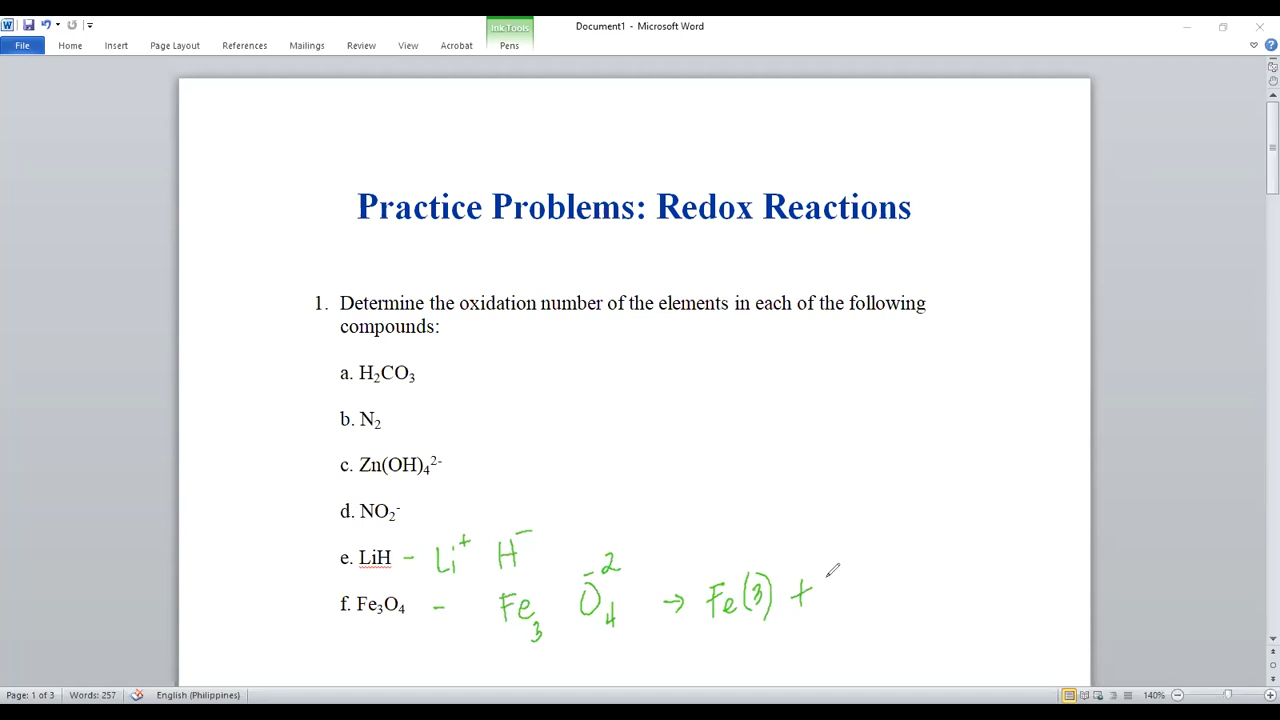 Document1 - Microsoft Word
Ink Tools
File Home Insert Page Layout References Mailings Review View Acrobat Pens
Practice Problems: Redox Reactions
1. Determine the oxidation number of the elements in each of the following
compounds:
a. H₂CO₃
b. N₂
c. Zn(OH)₄²⁻
d. NO₂⁻
e. LiH - Li⁺ H⁻
f. Fe₃O₄ - Fe₃ O₄⁻² → Fe(3) +
Page: 1 of 3 Words: 257 English (Philippines) 140%